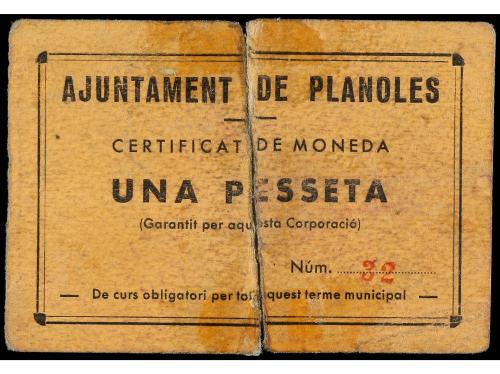 AJUNTAMENT DE PLANOLES
CERTIFICAT DE MONEDA
UNA PESSETA
(Garantit per aquesta Corporació)
Núm. 32
— De curs obligatori per tot aquest terme municipal —